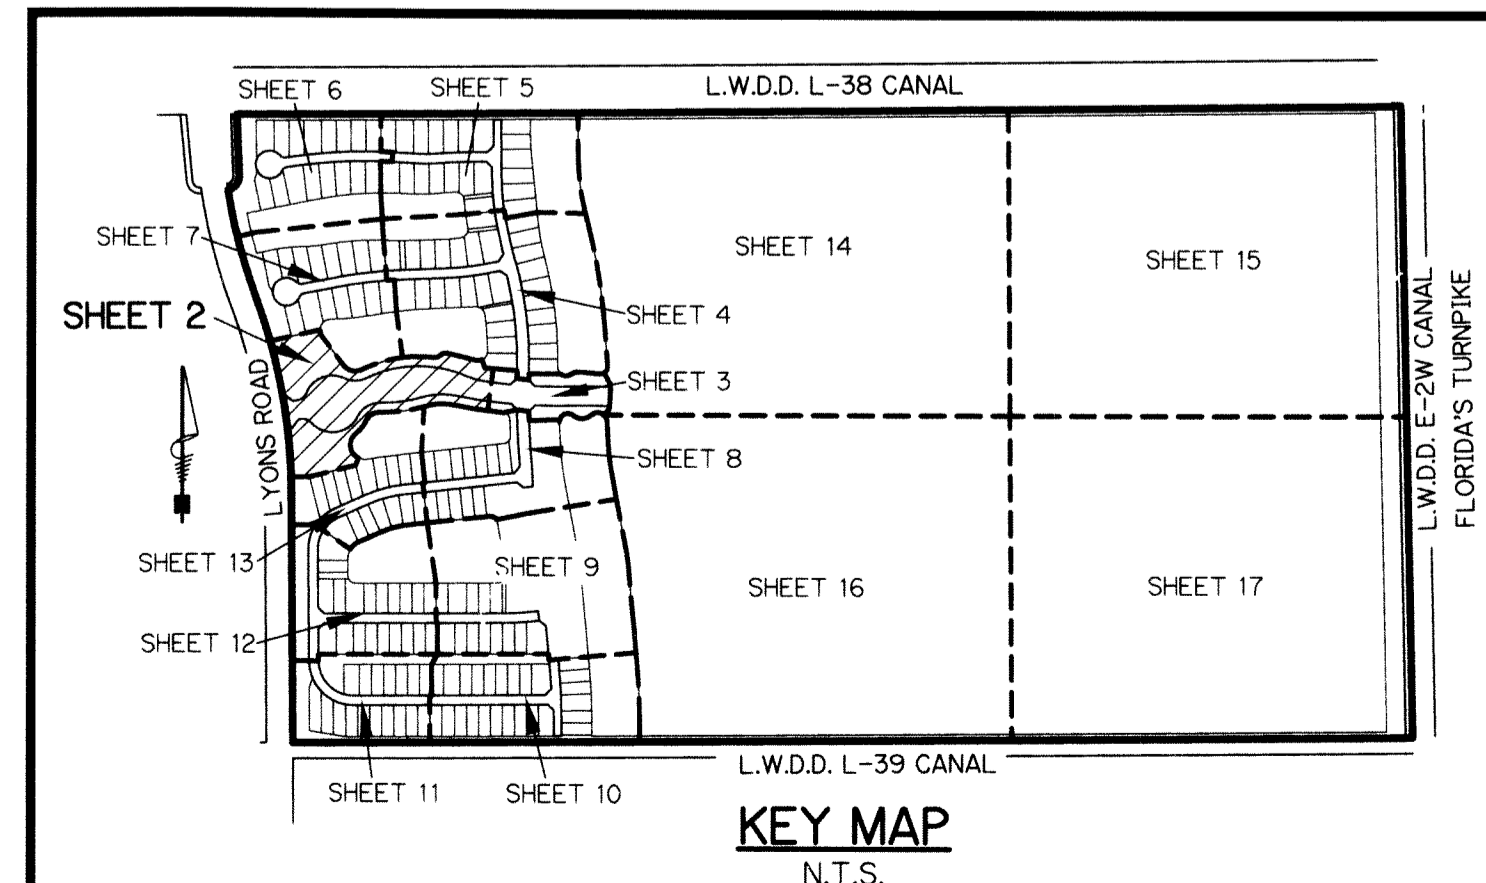 L.W.D.D. L-38 CANAL
SHEET 6
SHEET 5
SHEET 7
SHEET 14
SHEET 15
SHEET 2
SHEET 4
LYONS ROAD
SHEET 3
L.W.D.D. E-2W CANAL
FLORIDA'S TURNPIKE
SHEET 8
SHEET 13
SHEET 9
SHEET 16
SHEET 17
SHEET 12
L.W.D.D. L-39 CANAL
SHEET 11
SHEET 10
KEY MAP
N.T.S.